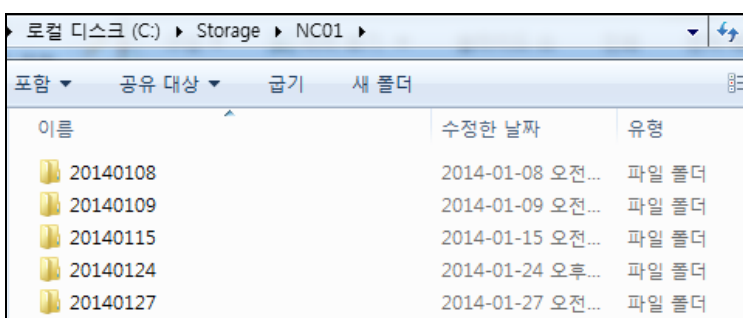 로컬 디스크 (C:) ▸ Storage ▸ NC01 ▸
포함 ▼ 공유 대상 ▼ 굽기 새 폴더
이름 수정한 날짜 유형
20140108 2014-01-08 오전... 파일 폴더
20140109 2014-01-09 오전... 파일 폴더
20140115 2014-01-15 오전... 파일 폴더
20140124 2014-01-24 오후... 파일 폴더
20140127 2014-01-27 오전... 파일 폴더